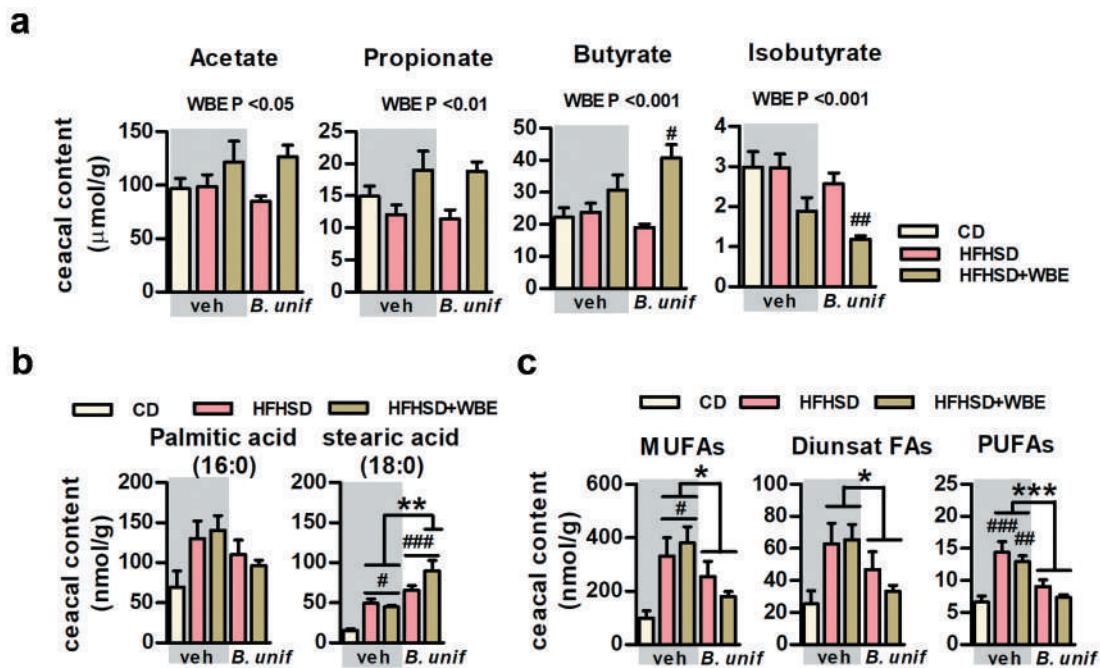 a
Acetate Propionate Butyrate Isobutyrate
WBE P <0.05 WBE P <0.01 WBE P <0.001 WBE P <0.001
ceacal content
(μmol/g)
150 100 50 0
25 20 15 10 5 0
50 40 30 20 10 0
4 3 2 1 0
#
##
CD
HFHSD
HFHSD+WBE
veh B. unif veh B. unif veh B. unif veh B. unif
b
CD HFHSD HFHSD+WBE
Palmitic acid stearic acid
(16:0) (18:0)
ceacal content
(nmol/g)
200 150 100 50 0
200 150 100 50 0
**
###
#
veh B. unif veh B. unif
c
CD HFHSD HFHSD+WBE
MUFAs Diunsat FAs PUFAs
ceacal content
(nmol/g)
600 400 200 0
80 60 40 20 0
25 20 15 10 5 0
* * ***
# ### ##
veh B. unif veh B. unif veh B. unif